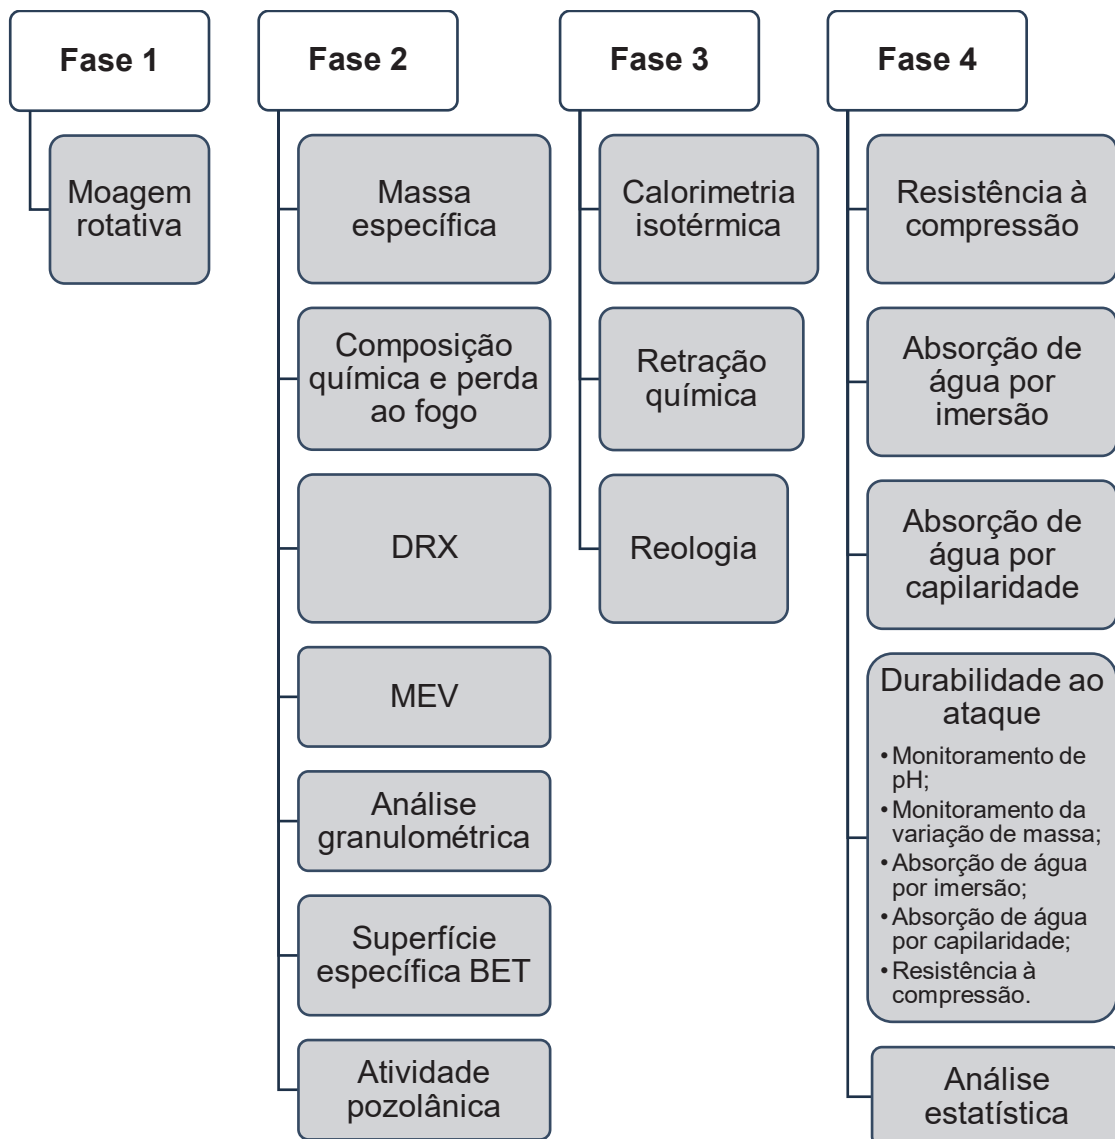 Fase 1
Moagem
rotativa
Fase 2
Massa
específica
Composição
química e perda
ao fogo
DRX
MEV
Análise
granulométrica
Superfície
específica BET
Atividade
pozolânica
Fase 3
Calorimetria
isotérmica
Retração
química
Reologia
Fase 4
Resistência à
compressão
Absorção de
água por
imersão
Absorção de
água por
capilaridade
Durabilidade ao
ataque
• Monitoramento de
pH;
• Monitoramento da
variação de massa;
• Absorção de água
por imersão;
• Absorção de água
por capilaridade;
• Resistência à
compressão.
Análise
estatística